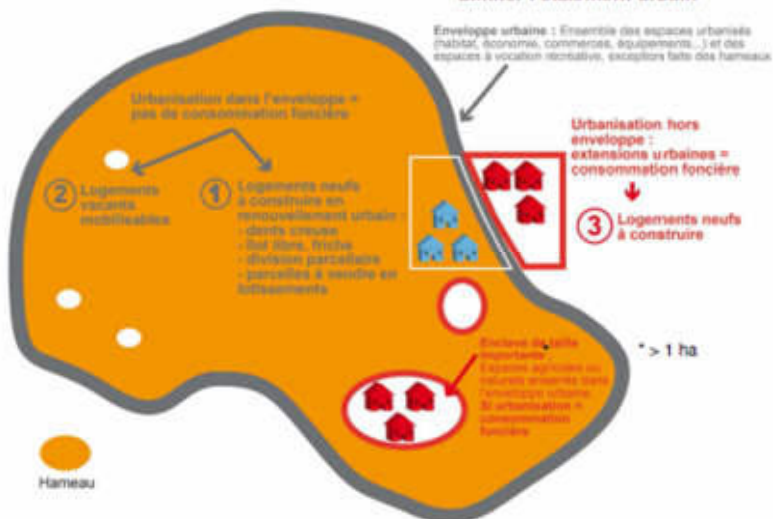 Enveloppe urbaine : Ensemble des espaces urbanisés
(habitat, économie, commerces, équipements...) et des
espaces à vocation récréative, exception faite des hameaux
Urbanisation dans l'enveloppe =
pas de consommation foncière
2 Logements
vacants
mobilisables
1 Logements neufs
à construire en
renouvellement urbain :
- dents creuse
- îlot libre, friche
- division parcellaire
- parcelles à vendre en
lotissements
Urbanisation hors
enveloppe :
extensions urbaines =
consommation foncière
3 Logements neufs
à construire
Enclave de taille
importante :
Espaces agricoles ou
naturels enserrés dans
l'enveloppe urbaine.
Si urbanisation =
consommation
foncière
* > 1 ha
Hameau